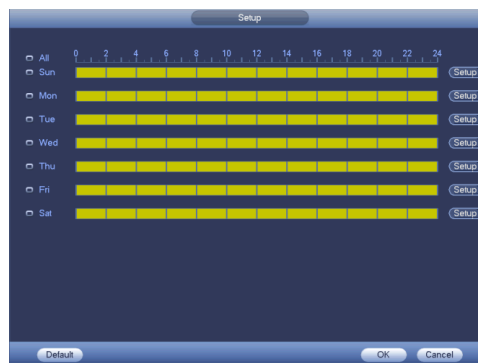 Setup
All 0 2 4 6 8 10 12 14 16 18 20 22 24
Sun Setup
Mon Setup
Tue Setup
Wed Setup
Thu Setup
Fri Setup
Sat Setup
Default OK Cancel